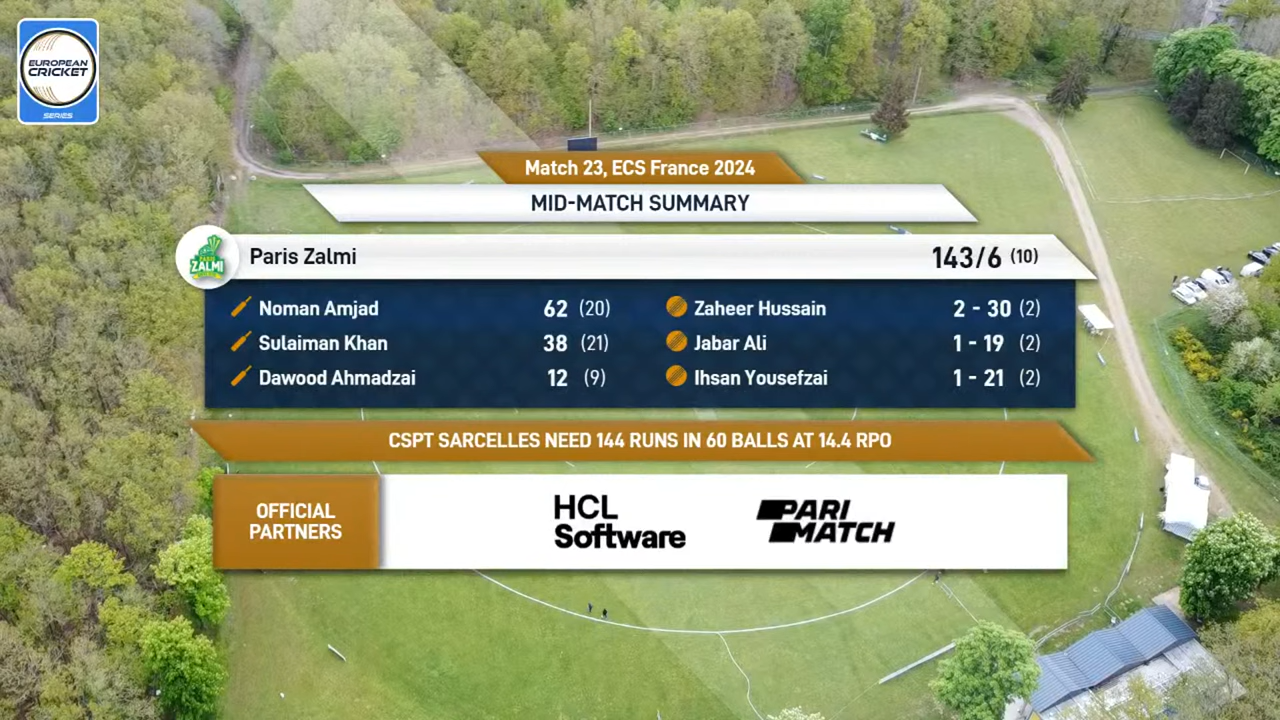 EUROPEAN
CRICKET
SERIES
Match 23, ECS France 2024
MID-MATCH SUMMARY
PARIS
ZALMI
Paris Zalmi 143/6 (10)
Noman Amjad 62 (20) Zaheer Hussain 2 - 30 (2)
Sulaiman Khan 38 (21) Jabar Ali 1 - 19 (2)
Dawood Ahmadzai 12 (9) Ihsan Yousefzai 1 - 21 (2)
CSPT SARCELLES NEED 144 RUNS IN 60 BALLS AT 14.4 RPO
OFFICIAL
PARTNERS
HCL
Software
PARI
MATCH